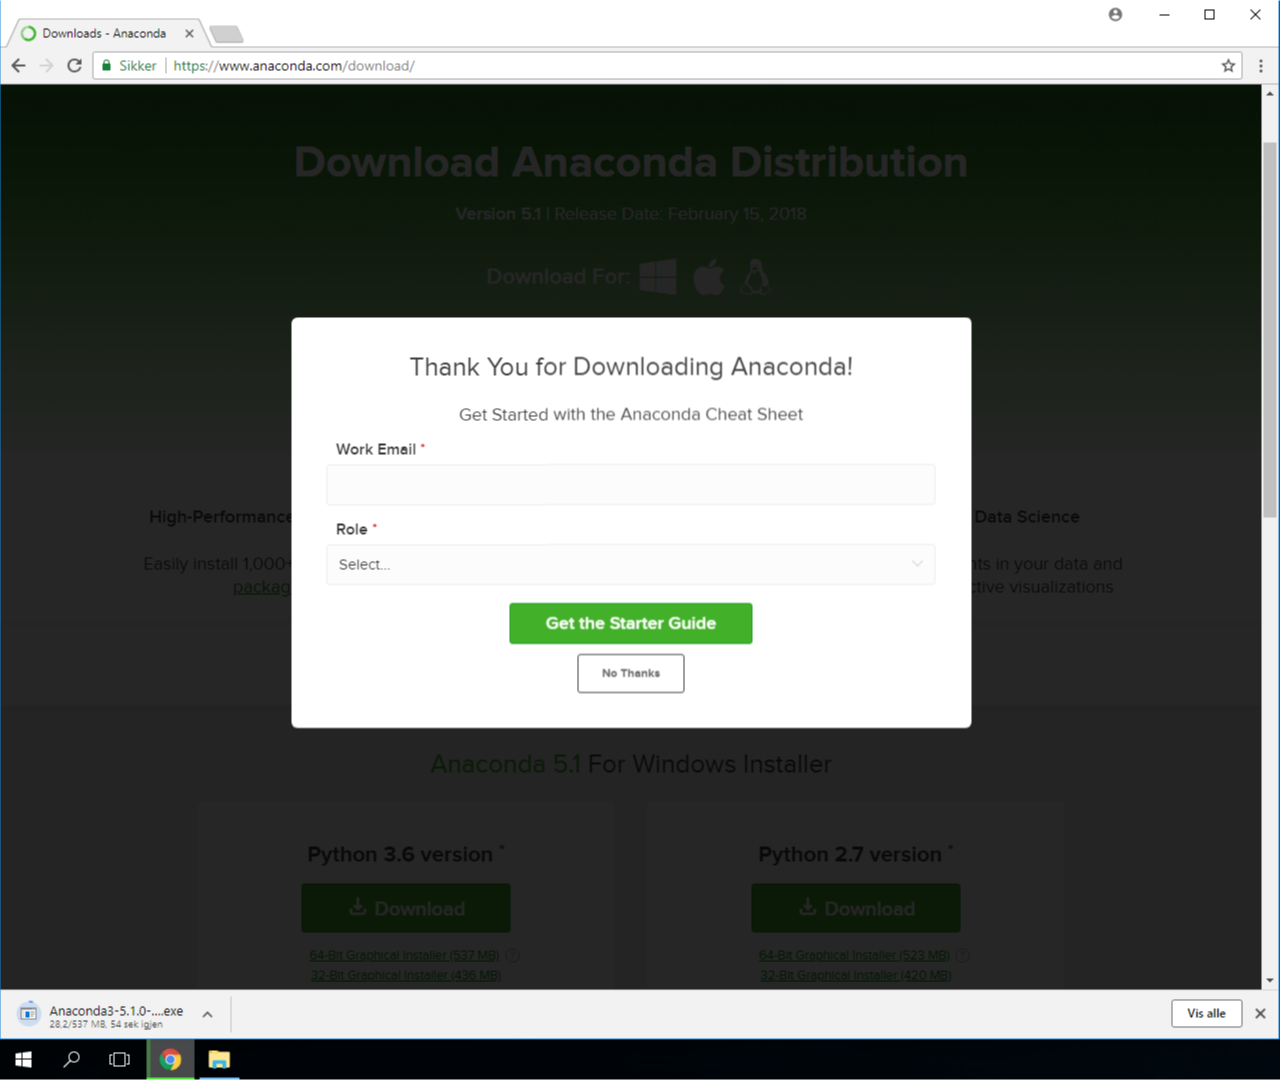 Downloads - Anaconda
Sikker
https://www.anaconda.com/download/
Download Anaconda Distribution
Version 5.1 | Release Date: February 15, 2018
Download For:
Thank You for Downloading Anaconda!
Get Started with the Anaconda Cheat Sheet
Work Email *
Role *
Select...
Get the Starter Guide
No Thanks
High-Performance
Data Science
Easily install 1,000+
nts in your data and
packag
ctive visualizations
Anaconda 5.1 For Windows Installer
Python 3.6 version *
Python 2.7 version *
Download
Download
64-Bit Graphical Installer (537 MB) ?
64-Bit Graphical Installer (523 MB) ?
32-Bit Graphical Installer (436 MB)
32-Bit Graphical Installer (420 MB)
Anaconda3-5.1.0-....exe
28,2/537 MB, 54 sek igjen
Vis alle